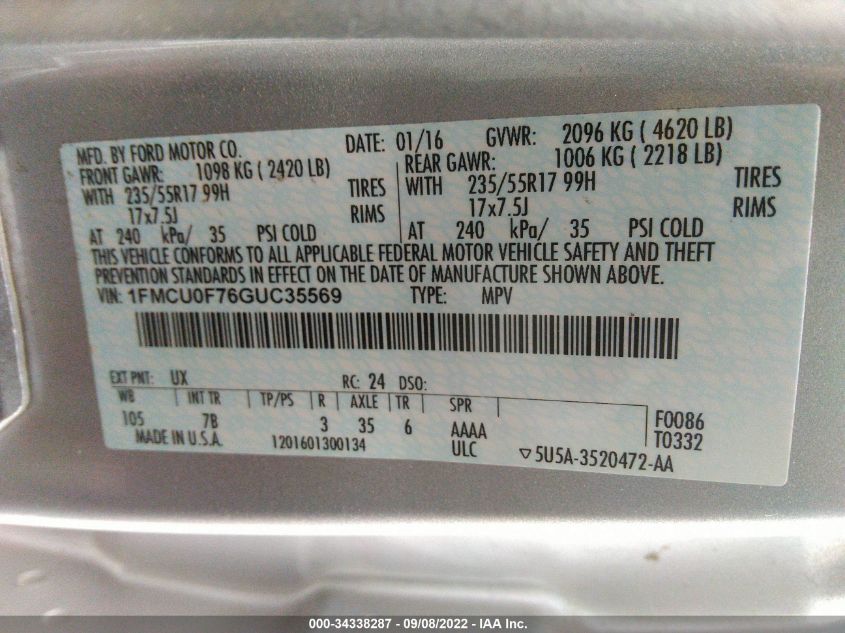 MFD. BY FORD MOTOR CO.
DATE: 01/16 GVWR: 2096 KG ( 4620 LB)
FRONT GAWR: 1098 KG ( 2420 LB)
REAR GAWR: 1006 KG ( 2218 LB)
WITH 235/55R17 99H TIRES
WITH 235/55R17 99H TIRES
17x7.5J RIMS
17x7.5J RIMS
AT 240 kPa/ 35 PSI COLD
AT 240 kPa/ 35 PSI COLD
THIS VEHICLE CONFORMS TO ALL APPLICABLE FEDERAL MOTOR VEHICLE SAFETY AND THEFT
PREVENTION STANDARDS IN EFFECT ON THE DATE OF MANUFACTURE SHOWN ABOVE.
VIN: 1FMCU0F76GUC35569 TYPE: MPV
EXT PNT: UX RC: 24 DSO:
WB INT TR TP/PS R AXLE TR SPR
105 7B 3 35 6 AAAA
ULC
F0086
T0332
MADE IN U.S.A. 1201601300134
▽5U5A-3520472-AA
000-34338287 - 09/08/2022 - IAA Inc.